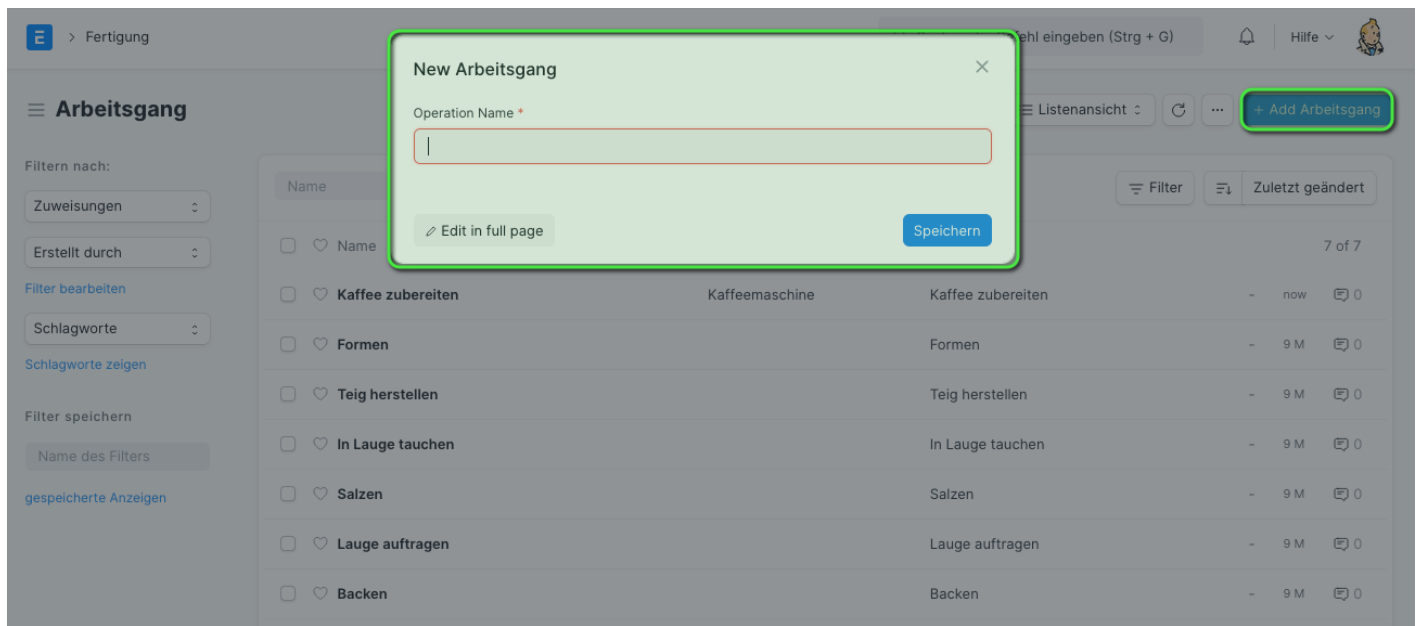 E > Fertigung
ehl eingeben (Strg + G)
Hilfe
New Arbeitsgang
Operation Name *
Edit in full page
Speichern
Arbeitsgang
Listenansicht
...
+ Add Arbeitsgang
Filtern nach:
Zuweisungen
Erstellt durch
Filter bearbeiten
Schlagworte
Schlagworte zeigen
Filter speichern
Name des Filters
gespeicherte Anzeigen
Name
Filter
Zuletzt geändert
Name
7 of 7
Kaffee zubereiten Kaffeemaschine Kaffee zubereiten - now 0
Formen Formen - 9 M 0
Teig herstellen Teig herstellen - 9 M 0
In Lauge tauchen In Lauge tauchen - 9 M 0
Salzen Salzen - 9 M 0
Lauge auftragen Lauge auftragen - 9 M 0
Backen Backen - 9 M 0